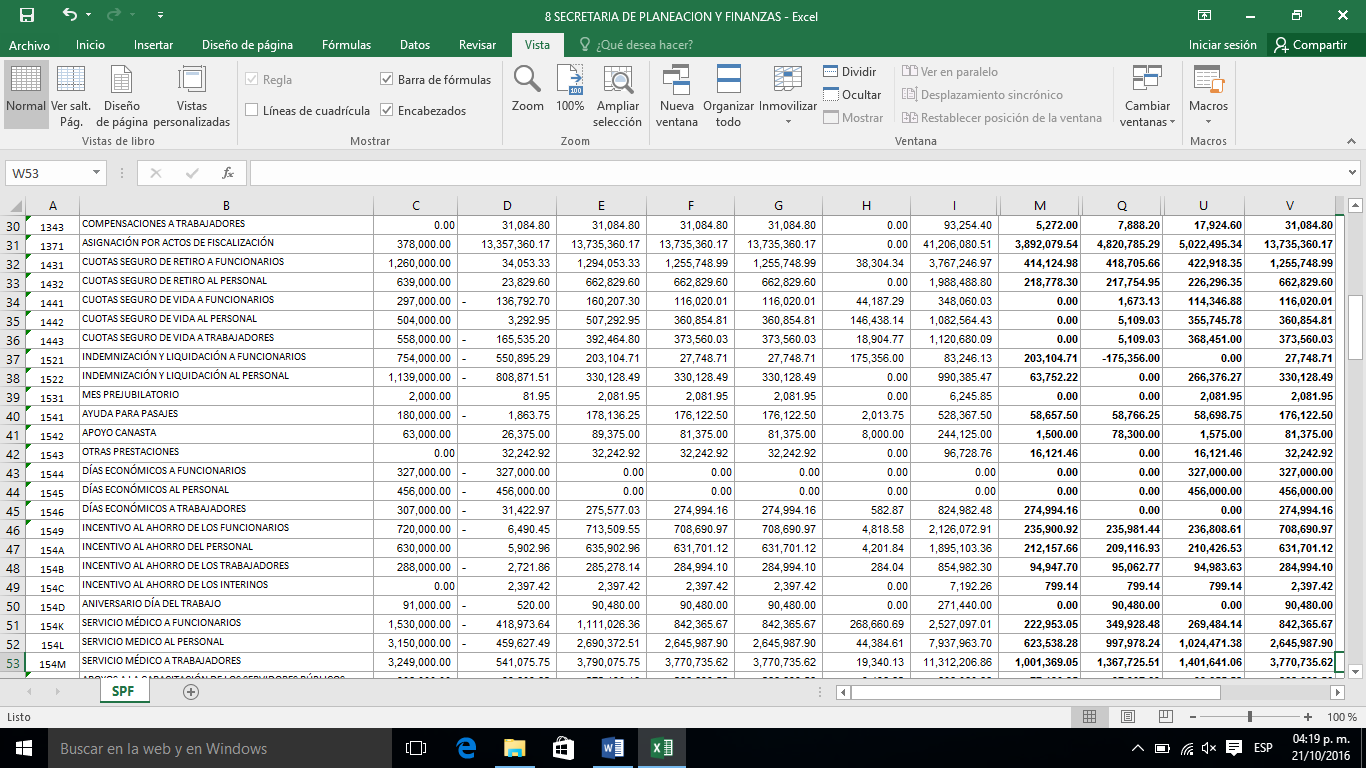 8 SECRETARIA DE PLANEACION Y FINANZAS - Excel
Archivo Inicio Insertar Diseño de página Fórmulas Datos Revisar Vista ¿Qué desea hacer? Iniciar sesión Compartir
Normal Ver salt. Pág. Diseño de página Vistas personalizadas
Vistas de libro
Regla Barra de fórmulas
Líneas de cuadrícula Encabezados
Mostrar
Zoom 100% Ampliar selección
Zoom
Nueva ventana Organizar todo Inmovilizar
Dividir
Ocultar
Mostrar
Ver en paralelo
Desplazamiento sincrónico
Restablecer posición de la ventana
Ventana
Cambiar ventanas
Macros
Macros
W53 fx
A B C D E F G H I M Q U V
30 1343 COMPENSACIONES A TRABAJADORES 0.00 31,084.80 31,084.80 31,084.80 31,084.80 0.00 93,254.40 5,272.00 7,888.20 17,924.60 31,084.80
31 1371 ASIGNACIÓN POR ACTOS DE FISCALIZACIÓN 378,000.00 13,357,360.17 13,735,360.17 13,735,360.17 13,735,360.17 0.00 41,206,080.51 3,892,079.54 4,820,785.29 5,022,495.34 13,735,360.17
32 1431 CUOTAS SEGURO DE RETIRO A FUNCIONARIOS 1,260,000.00 34,053.33 1,294,053.33 1,255,748.99 1,255,748.99 38,304.34 3,767,246.97 414,124.98 418,705.66 422,918.35 1,255,748.99
33 1432 CUOTAS SEGURO DE RETIRO AL PERSONAL 639,000.00 23,829.60 662,829.60 662,829.60 662,829.60 0.00 1,988,488.80 218,778.30 217,754.95 226,296.35 662,829.60
34 1441 CUOTAS SEGURO DE VIDA A FUNCIONARIOS 297,000.00 - 136,792.70 160,207.30 116,020.01 116,020.01 44,187.29 348,060.03 0.00 1,673.13 114,346.88 116,020.01
35 1442 CUOTAS SEGURO DE VIDA AL PERSONAL 504,000.00 3,292.95 507,292.95 360,854.81 360,854.81 146,438.14 1,082,564.43 0.00 5,109.03 355,745.78 360,854.81
36 1443 CUOTAS SEGURO DE VIDA A TRABAJADORES 558,000.00 - 165,535.20 392,464.80 373,560.03 373,560.03 18,904.77 1,120,680.09 0.00 5,109.03 368,451.00 373,560.03
37 1521 INDEMNIZACIÓN Y LIQUIDACIÓN A FUNCIONARIOS 754,000.00 - 550,895.29 203,104.71 27,748.71 27,748.71 175,356.00 83,246.13 203,104.71 -175,356.00 0.00 27,748.71
38 1522 INDEMNIZACIÓN Y LIQUIDACIÓN AL PERSONAL 1,139,000.00 - 808,871.51 330,128.49 330,128.49 330,128.49 0.00 990,385.47 63,752.22 0.00 266,376.27 330,128.49
39 1531 MES PREJUBILATORIO 2,000.00 81.95 2,081.95 2,081.95 2,081.95 0.00 6,245.85 0.00 0.00 2,081.95 2,081.95
40 1541 AYUDA PARA PASAJES 180,000.00 - 1,863.75 178,136.25 176,122.50 176,122.50 2,013.75 528,367.50 58,657.50 58,766.25 58,698.75 176,122.50
41 1542 APOYO CANASTA 63,000.00 26,375.00 89,375.00 81,375.00 81,375.00 8,000.00 244,125.00 1,500.00 78,300.00 1,575.00 81,375.00
42 1543 OTRAS PRESTACIONES 0.00 32,242.92 32,242.92 32,242.92 32,242.92 0.00 96,728.76 16,121.46 0.00 16,121.46 32,242.92
43 1544 DÍAS ECONÓMICOS A FUNCIONARIOS 327,000.00 - 327,000.00 0.00 0.00 0.00 0.00 0.00 0.00 0.00 327,000.00 327,000.00
44 1545 DÍAS ECONÓMICOS AL PERSONAL 456,000.00 - 456,000.00 0.00 0.00 0.00 0.00 0.00 0.00 0.00 456,000.00 456,000.00
45 1546 DÍAS ECONÓMICOS A TRABAJADORES 307,000.00 - 31,422.97 275,577.03 274,994.16 274,994.16 582.87 824,982.48 274,994.16 0.00 0.00 274,994.16
46 1549 INCENTIVO AL AHORRO DE LOS FUNCIONARIOS 720,000.00 - 6,490.45 713,509.55 708,690.97 708,690.97 4,818.58 2,126,072.91 235,900.92 235,981.44 236,808.61 708,690.97
47 154A INCENTIVO AL AHORRO DEL PERSONAL 630,000.00 5,902.96 635,902.96 631,701.12 631,701.12 4,201.84 1,895,103.36 212,157.66 209,116.93 210,426.53 631,701.12
48 154B INCENTIVO AL AHORRO DE LOS TRABAJADORES 288,000.00 - 2,721.86 285,278.14 284,994.10 284,994.10 284.04 854,982.30 94,947.70 95,062.77 94,983.63 284,994.10
49 154C INCENTIVO AL AHORRO DE LOS INTERINOS 0.00 2,397.42 2,397.42 2,397.42 2,397.42 0.00 7,192.26 799.14 799.14 799.14 2,397.42
50 154D ANIVERSARIO DÍA DEL TRABAJO 91,000.00 - 520.00 90,480.00 90,480.00 90,480.00 0.00 271,440.00 0.00 90,480.00 0.00 90,480.00
51 154K SERVICIO MÉDICO A FUNCIONARIOS 1,530,000.00 - 418,973.64 1,111,026.36 842,365.67 842,365.67 268,660.69 2,527,097.01 222,953.05 349,928.48 269,484.14 842,365.67
52 154L SERVICIO MEDICO AL PERSONAL 3,150,000.00 - 459,627.49 2,690,372.51 2,645,987.90 2,645,987.90 44,384.61 7,937,963.70 623,538.28 997,978.24 1,024,471.38 2,645,987.90
53 154M SERVICIO MÉDICO A TRABAJADORES 3,249,000.00 541,075.75 3,790,075.75 3,770,735.62 3,770,735.62 19,340.13 11,312,206.86 1,001,369.05 1,367,725.51 1,401,641.06 3,770,735.62
SPF
Listo 100 %
Buscar en la web y en Windows ESP 04:19 p. m.
21/10/2016